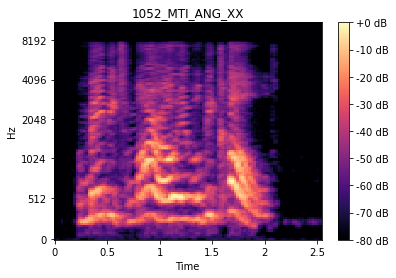 1052_MTI_ANG_XX
+0 dB
8192
-10 dB
4096
-20 dB
-30 dB
2048
Hz
-40 dB
1024
-50 dB
512
-60 dB
-70 dB
0
-80 dB
0 0.5 1 1.5 2 2.5
Time